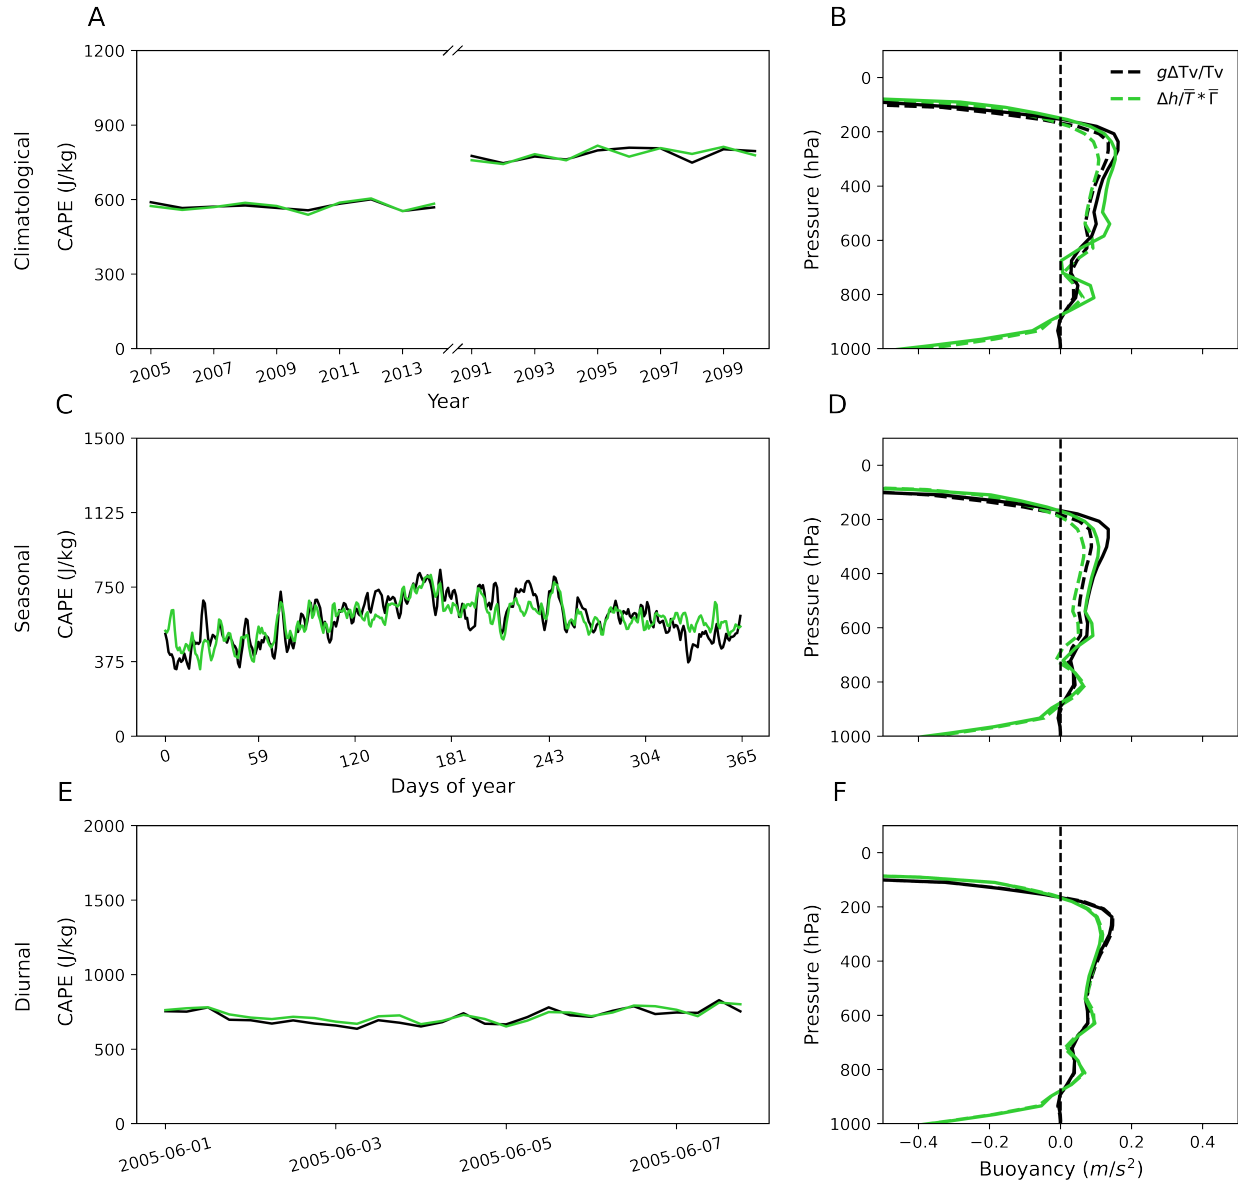 A
Climatological
CAPE (J/kg)
1200
900
600
300
0
2005
2007
2009
2011
2013
2091
2093
2095
2097
2099
Year
B
Pressure (hPa)
0
200
400
600
800
1000
gΔTv/Tv
Δh/T̅ * Γ̅
C
Seasonal
CAPE (J/kg)
1500
1125
750
375
0
0
59
120
181
243
304
365
Days of year
D
Pressure (hPa)
0
200
400
600
800
1000
E
Diurnal
CAPE (J/kg)
2000
1500
1000
500
0
2005-06-01
2005-06-03
2005-06-05
2005-06-07
F
Pressure (hPa)
0
200
400
600
800
1000
−0.4
−0.2
0.0
0.2
0.4
Buoyancy (m/s²)